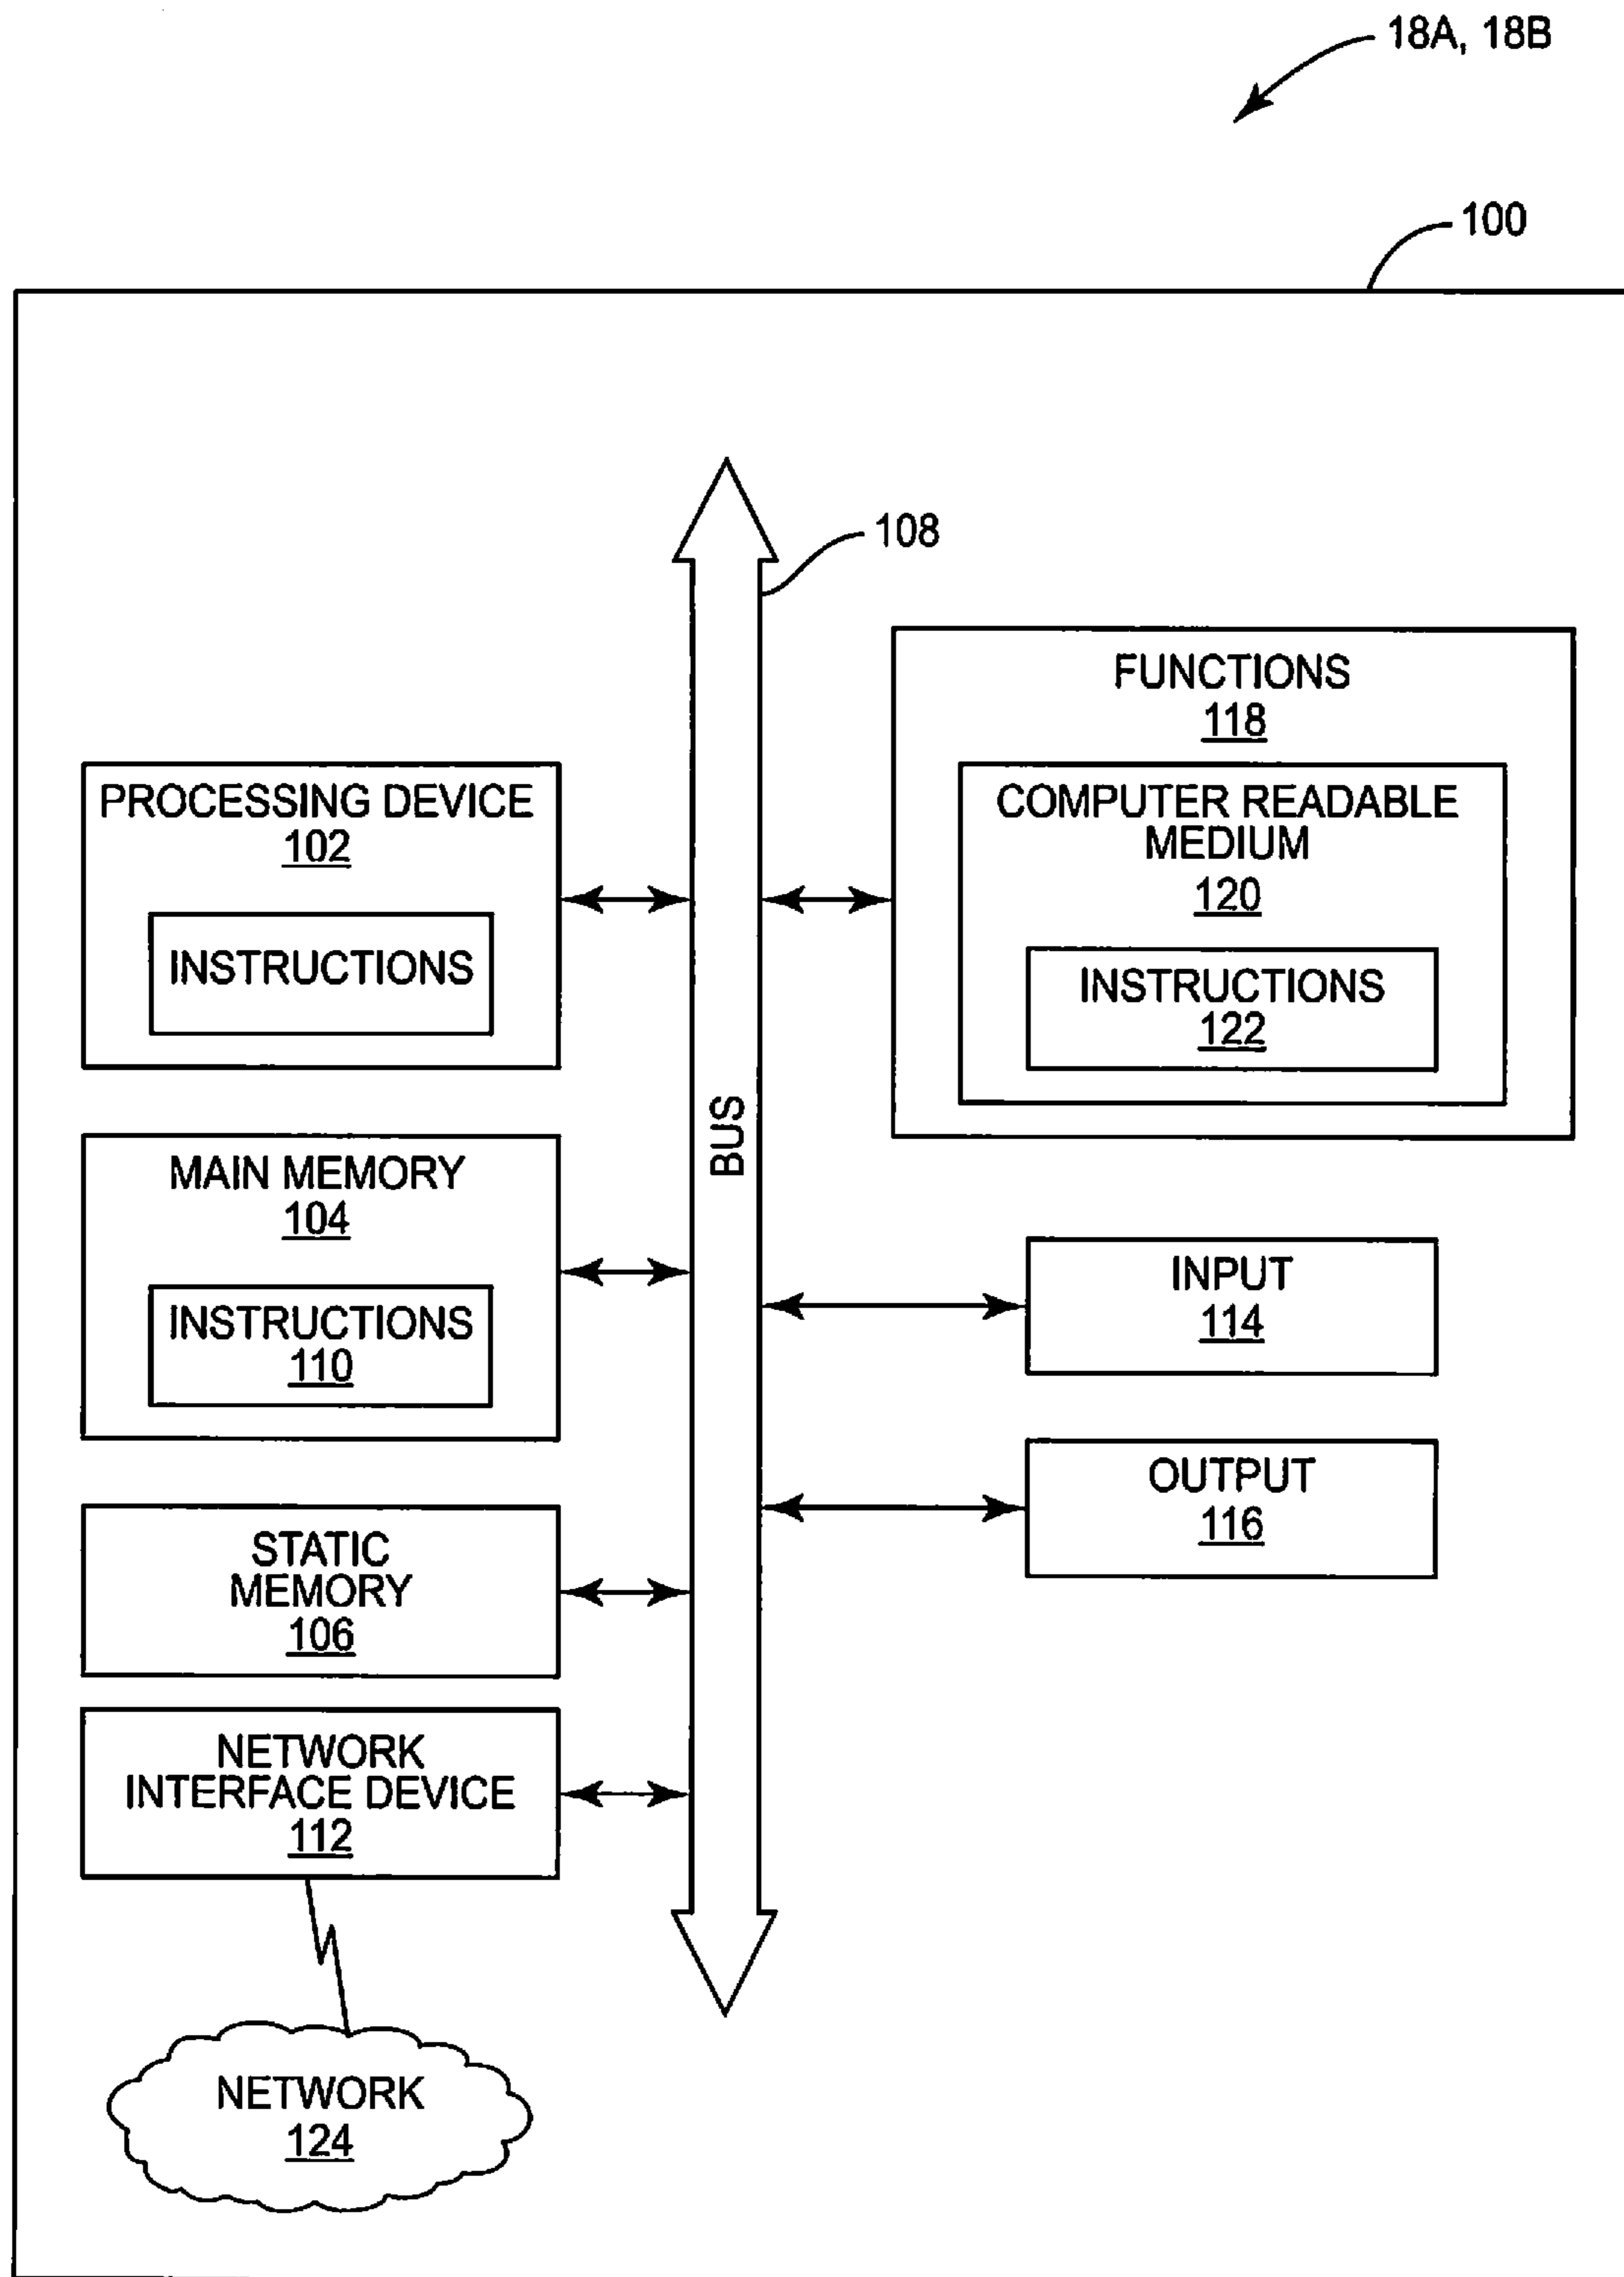 18A, 18B
100
108
FUNCTIONS
118
COMPUTER READABLE
MEDIUM
120
INSTRUCTIONS
122
PROCESSING DEVICE
102
INSTRUCTIONS
BUS
MAIN MEMORY
104
INSTRUCTIONS
110
INPUT
114
OUTPUT
116
STATIC
MEMORY
106
NETWORK
INTERFACE DEVICE
112
NETWORK
124